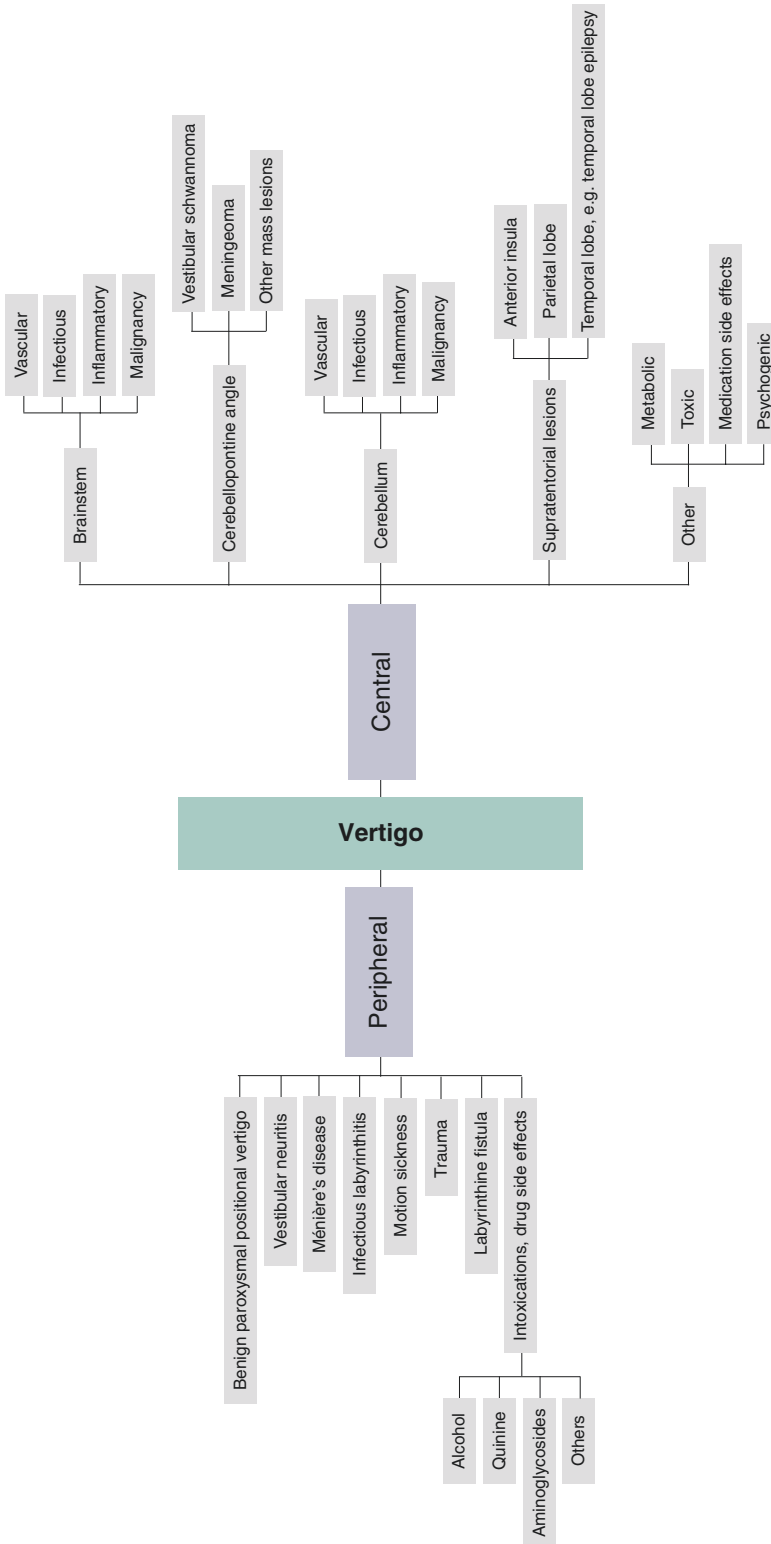 Vertigo
Peripheral
Benign paroxysmal positional vertigo
Vestibular neuritis
Ménière's disease
Infectious labyrinthitis
Motion sickness
Trauma
Labyrinthine fistula
Intoxications, drug side effects
Alcohol
Quinine
Aminoglycosides
Others
Central
Brainstem
Vascular
Infectious
Inflammatory
Malignancy
Cerebellopontine angle
Vestibular schwannoma
Meningeoma
Other mass lesions
Cerebellum
Vascular
Infectious
Inflammatory
Malignancy
Supratentorial lesions
Anterior insula
Parietal lobe
Temporal lobe, e.g. temporal lobe epilepsy
Other
Metabolic
Toxic
Medication side effects
Psychogenic